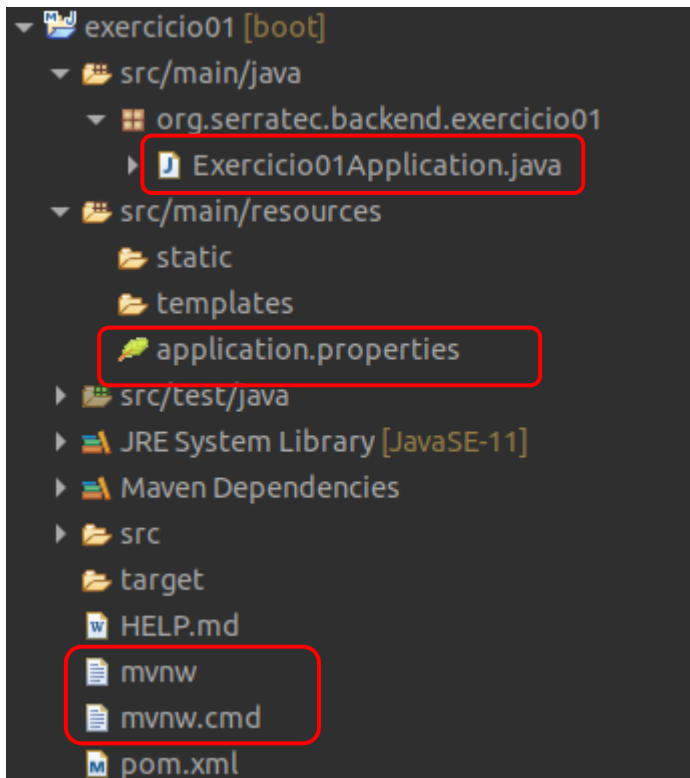 exercicio01 [boot]
src/main/java
org.serratec.backend.exercicio01
Exercicio01Application.java
src/main/resources
static
templates
application.properties
src/test/java
JRE System Library [JavaSE-11]
Maven Dependencies
src
target
HELP.md
mvnw
mvnw.cmd
pom.xml